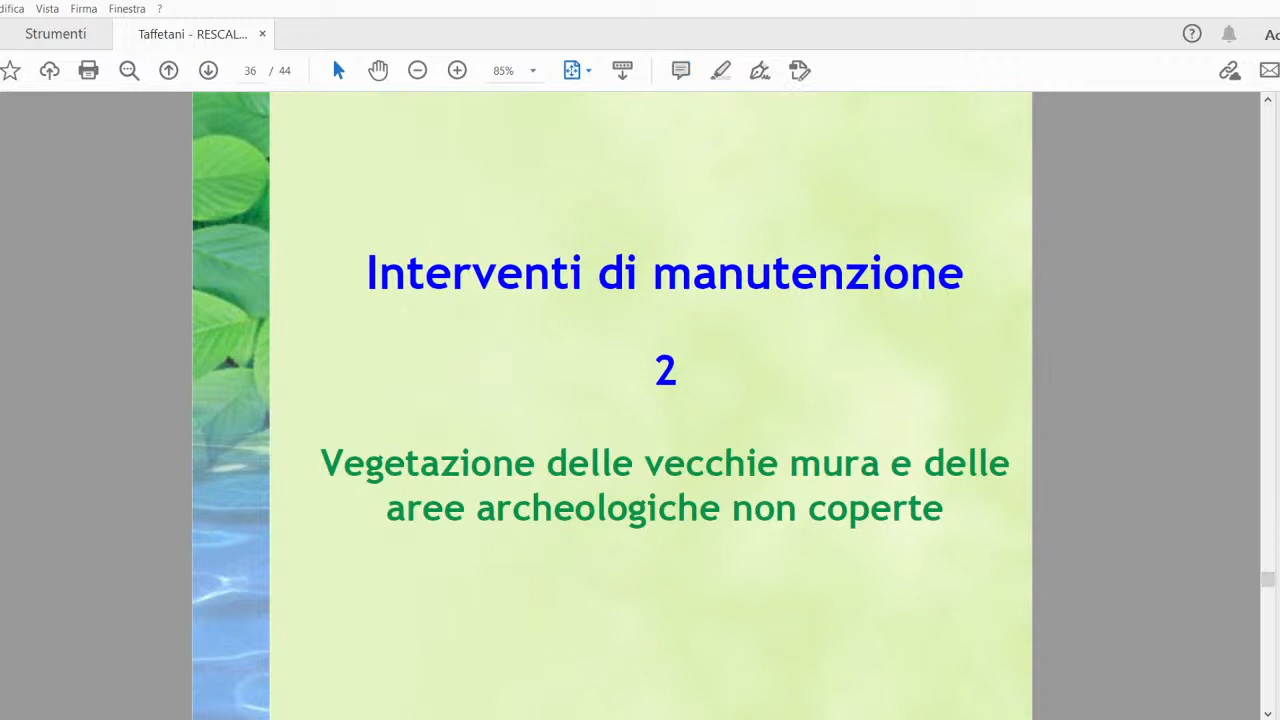 difica Vista Firma Finestra ?
Strumenti Taffetani - RESCAL... ×
36 / 44 85%
Interventi di manutenzione
2
Vegetazione delle vecchie mura e delle
aree archeologiche non coperte